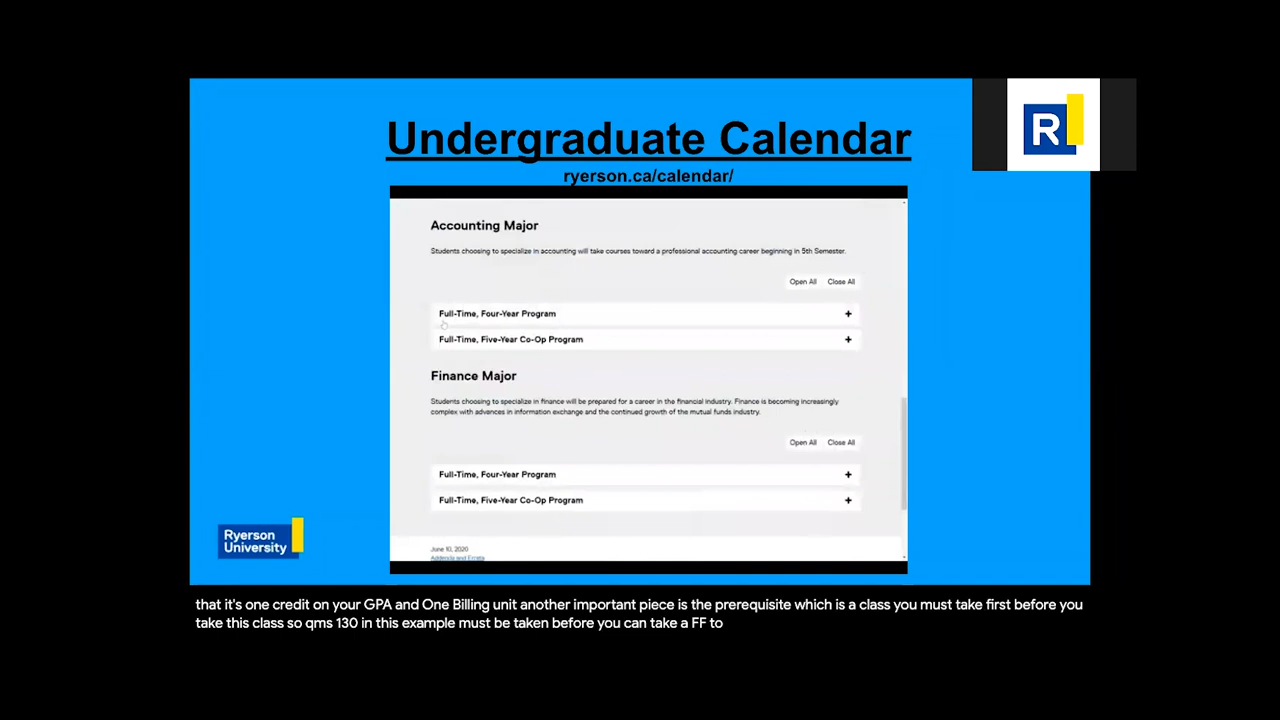 Undergraduate Calendar
ryerson.ca/calendar/
R
Accounting Major
Students choosing to specialize in accounting will take courses toward a professional accounting career beginning in 5th Semester.
Open All Close All
Full-Time, Four-Year Program +
Full-Time, Five-Year Co-Op Program +
Finance Major
Students choosing to specialize in finance will be prepared for a career in the financial industry. Finance is becoming increasingly
complex with advances in information exchange and the continued growth of the mutual funds industry.
Open All Close All
Full-Time, Four-Year Program +
Full-Time, Five-Year Co-Op Program +
June 10, 2020
Addenda and Errata
Ryerson
University
that it's one credit on your GPA and One Billing unit another important piece is the prerequisite which is a class you must take first before you
take this class so qms 130 in this example must be taken before you can take a FF to